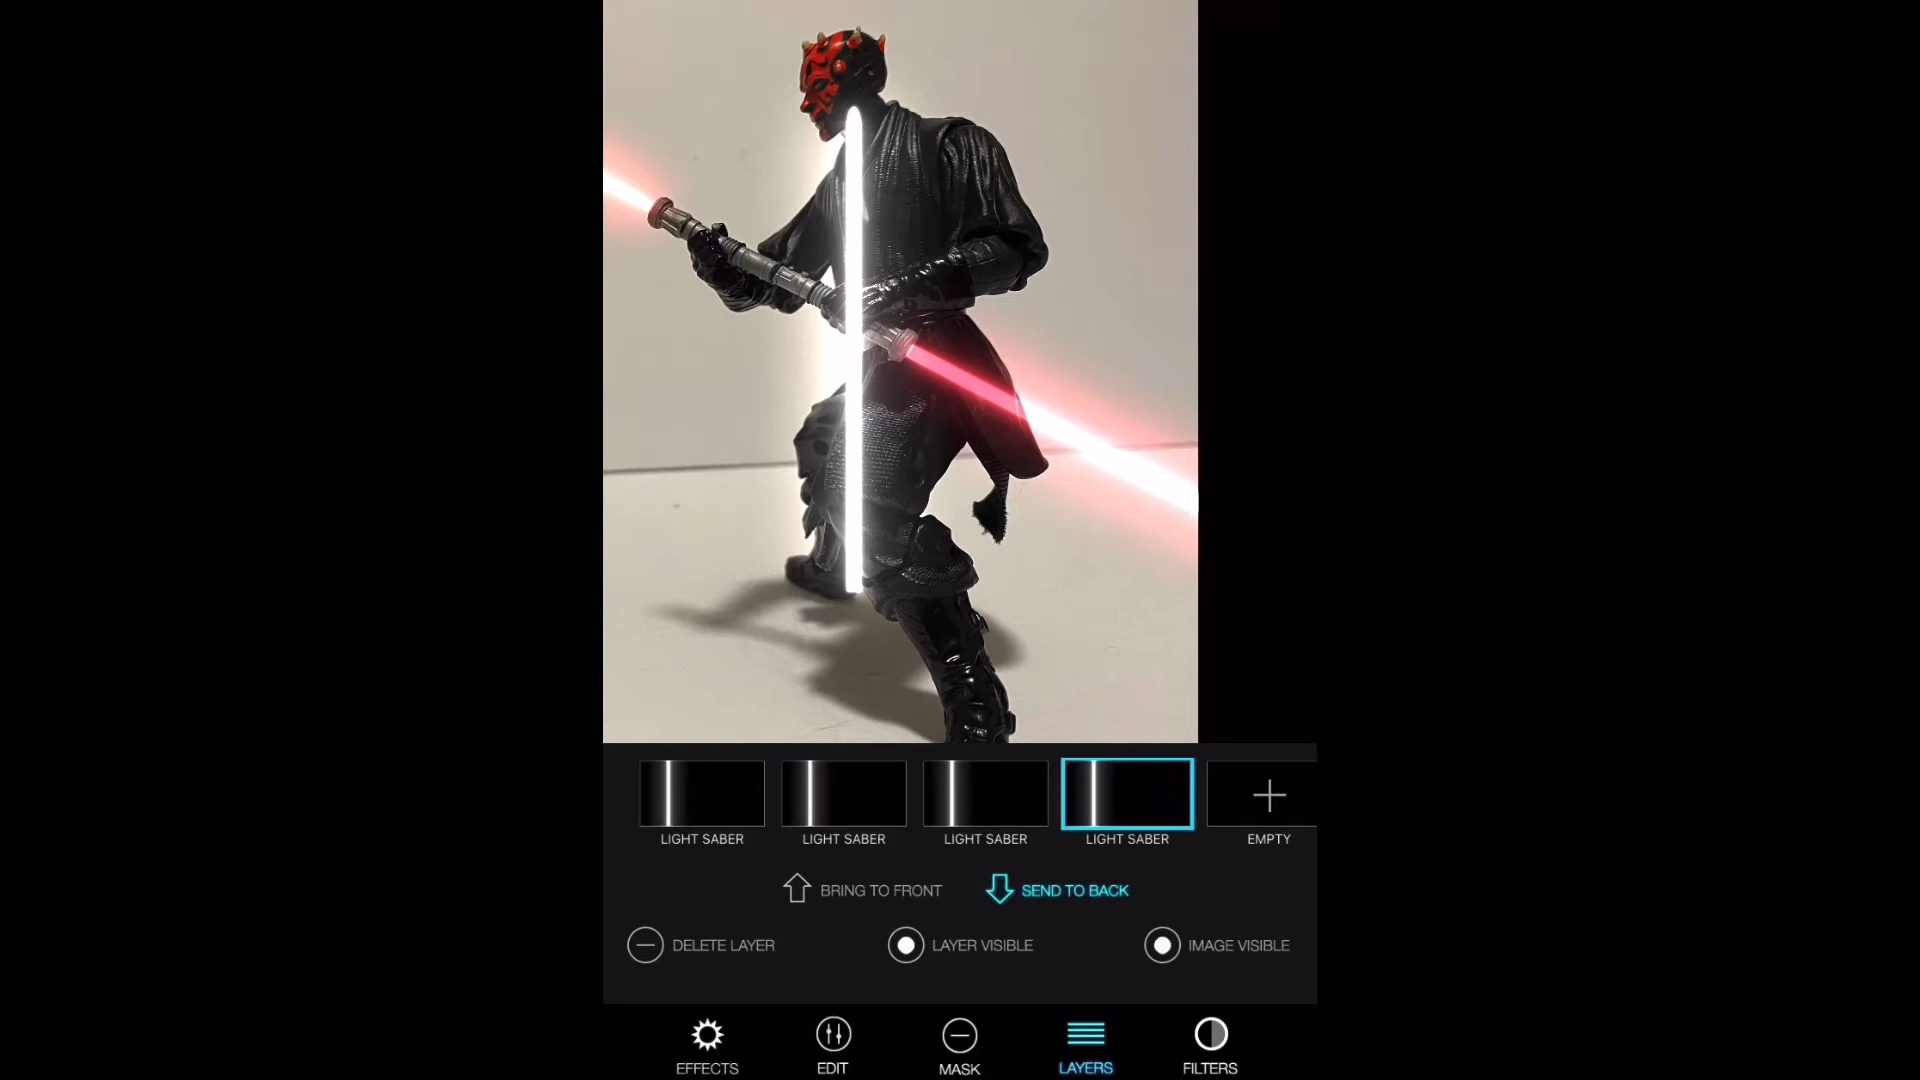 LIGHT SABER
LIGHT SABER
LIGHT SABER
LIGHT SABER
EMPTY
BRING TO FRONT
SEND TO BACK
DELETE LAYER
LAYER VISIBLE
IMAGE VISIBLE
EFFECTS
EDIT
MASK
LAYERS
FILTERS